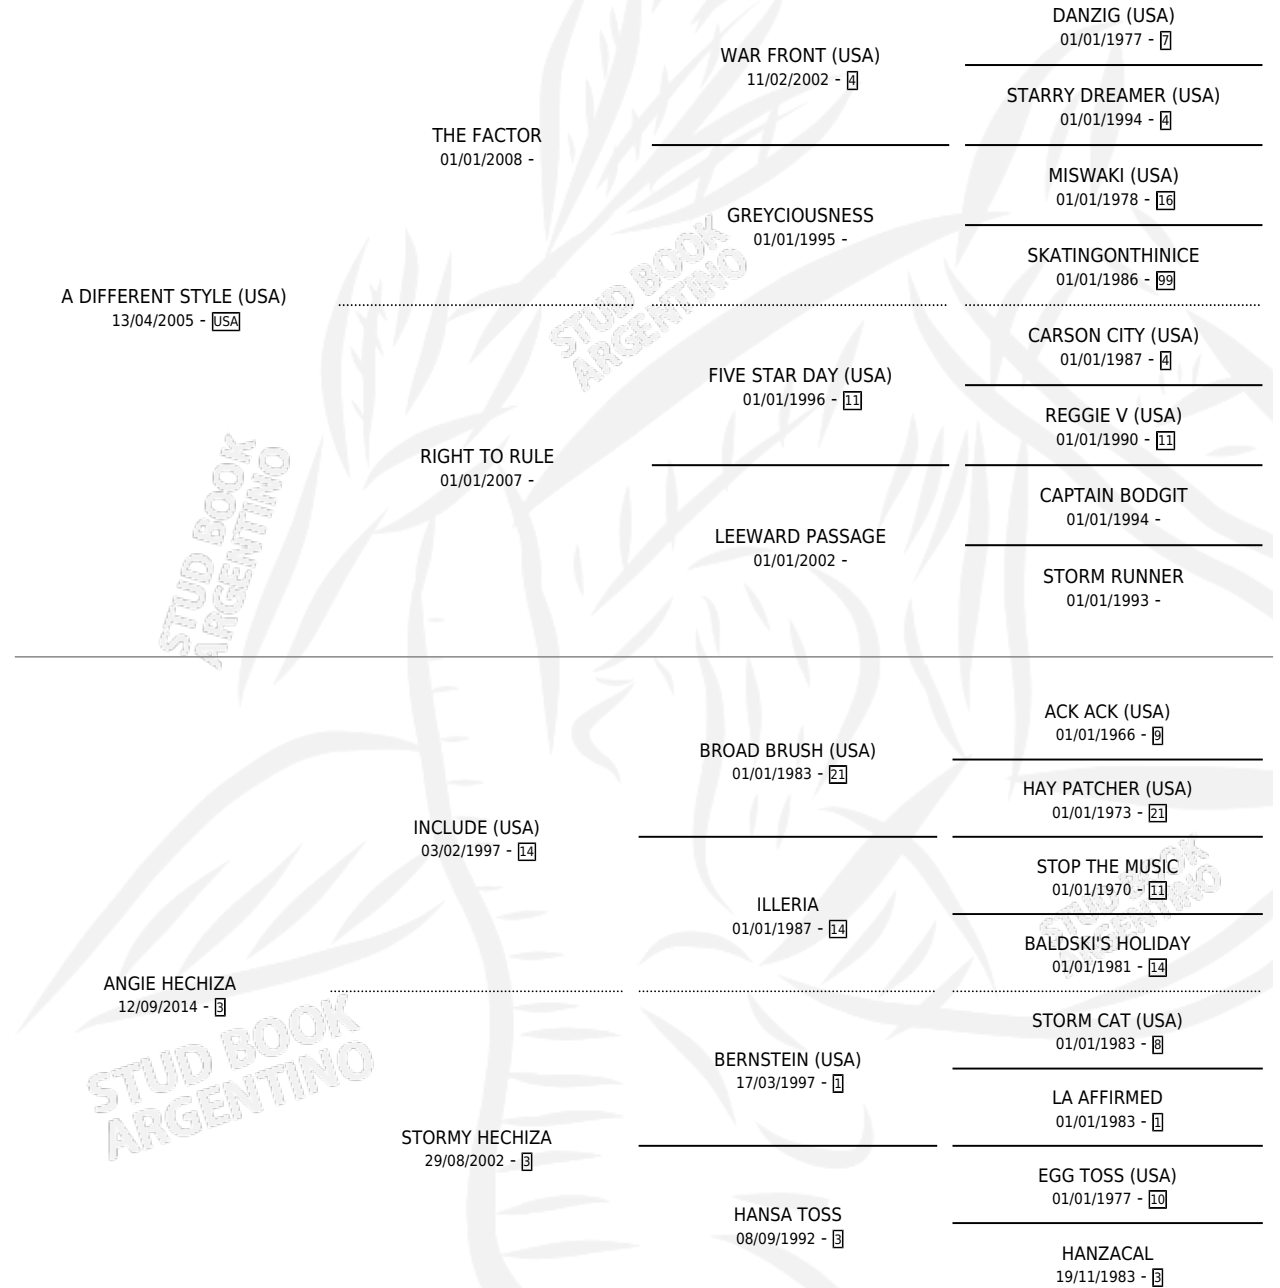 DANZIG (USA)
01/01/1977 - 7
WAR FRONT (USA)
11/02/2002 - 4
STARRY DREAMER (USA)
01/01/1994 - 4
THE FACTOR
01/01/2008 -
MISWAKI (USA)
01/01/1978 - 16
GREYCIOUSNESS
01/01/1995 -
SKATINGONTHINICE
01/01/1986 - 99
A DIFFERENT STYLE (USA)
13/04/2005 - USA
STUD BOOK
ARGENTINO
CARSON CITY (USA)
01/01/1987 - 4
FIVE STAR DAY (USA)
01/01/1996 - 11
REGGIE V (USA)
01/01/1990 - 11
RIGHT TO RULE
01/01/2007 -
CAPTAIN BODGIT
01/01/1994 -
LEEWARD PASSAGE
01/01/2002 -
STORM RUNNER
01/01/1993 -
STUD BOOK
ARGENTINO
ACK ACK (USA)
01/01/1966 - 9
BROAD BRUSH (USA)
01/01/1983 - 21
HAY PATCHER (USA)
01/01/1973 - 21
INCLUDE (USA)
03/02/1997 - 14
STOP THE MUSIC
01/01/1970 - 11
STUD BOOK
ARGENTINO
ILLERIA
01/01/1987 - 14
BALDSKI'S HOLIDAY
01/01/1981 - 14
ANGIE HECHIZA
12/09/2014 - 3
STORM CAT (USA)
01/01/1983 - 8
BERNSTEIN (USA)
17/03/1997 - 1
LA AFFIRMED
01/01/1983 - 1
STUD BOOK
ARGENTINO
STORMY HECHIZA
29/08/2002 - 3
EGG TOSS (USA)
01/01/1977 - 10
HANSA TOSS
08/09/1992 - 3
HANZACAL
19/11/1983 - 3